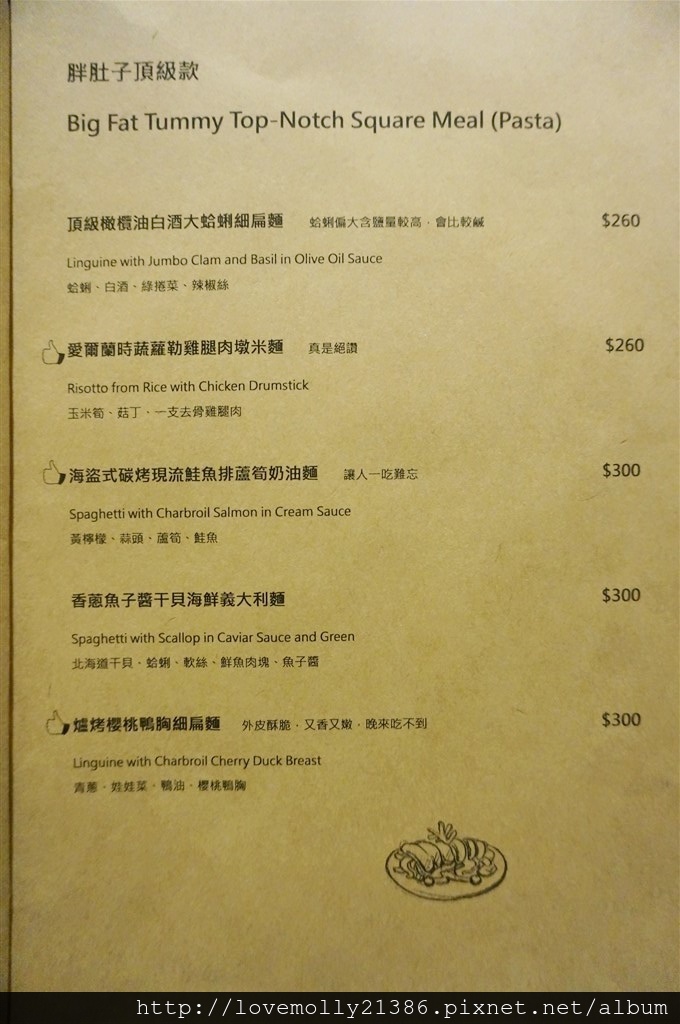 胖肚子頂級款
Big Fat Tummy Top-Notch Square Meal (Pasta)
頂級橄欖油白酒大蛤蜊細扁麵 蛤蜊偏大含鹽量較高，會比較鹹 $260
Linguine with Jumbo Clam and Basil in Olive Oil Sauce
蛤蜊、白酒、綠捲菜、辣椒絲
愛爾蘭時蔬蘿勒雞腿肉墩米麵 真是絕讚 $260
Risotto from Rice with Chicken Drumstick
玉米筍、菇丁、一支去骨雞腿肉
海盜式碳烤現流鮭魚排蘆筍奶油麵 讓人一吃難忘 $300
Spaghetti with Charbroil Salmon in Cream Sauce
黃檸檬、蒜頭、蘆筍、鮭魚
香蔥魚子醬干貝海鮮義大利麵 $300
Spaghetti with Scallop in Caviar Sauce and Green
北海道干貝、蛤蜊、軟絲、鮮魚肉塊、魚子醬
爐烤櫻桃鴨胸細扁麵 外皮酥脆，又香又嫩，晚來吃不到 $300
Linguine with Charbroil Cherry Duck Breast
青蔥、娃娃菜、鴨油、櫻桃鴨胸
http://lovemolly21386.pixnet.net/album